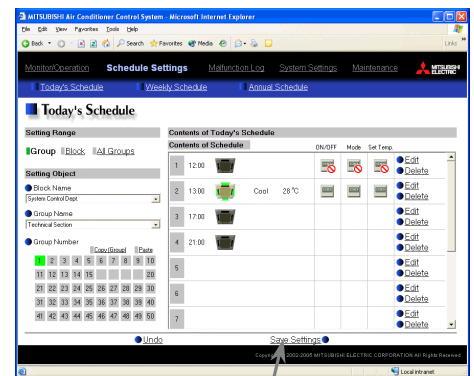 MITSUBISHI Air Conditioner Control System - Microsoft Internet Explorer
File Edit View Favorites Tools Help
Back Search Favorites Media Links
Monitor/Operation Schedule Settings Malfunction Log System Settings Maintenance MITSUBISHI ELECTRIC
Today's Schedule Weekly Schedule Annual Schedule
Today's Schedule
Setting Range Contents of Today's Schedule
Contents of Schedule ON/OFF Mode Set Temp.
Group Block All Groups
1 12:00 Edit
Delete
Setting Object
Block Name
System Control Dept.
2 13:00 Cool 28°C Edit
Delete
Group Name
Technical Section
3 17:00 Edit
Delete
Group Number
Copy(Group) Paste
4 21:00 Edit
Delete
1 2 3 4 5 6 7 8 9 10
11 12 13 14 15 20
21 22 23 24 25 26 27 28 29 30
31 32 33 34 35 36 37 38 39 40
41 42 43 44 45 46 47 48 49 50
5 Edit
Delete
6 Edit
Delete
7 Edit
Delete
Undo Save Settings
Copyright 2002-2005 MITSUBISHI ELECTRIC CORPORATION All Rights Reserved
Local intranet